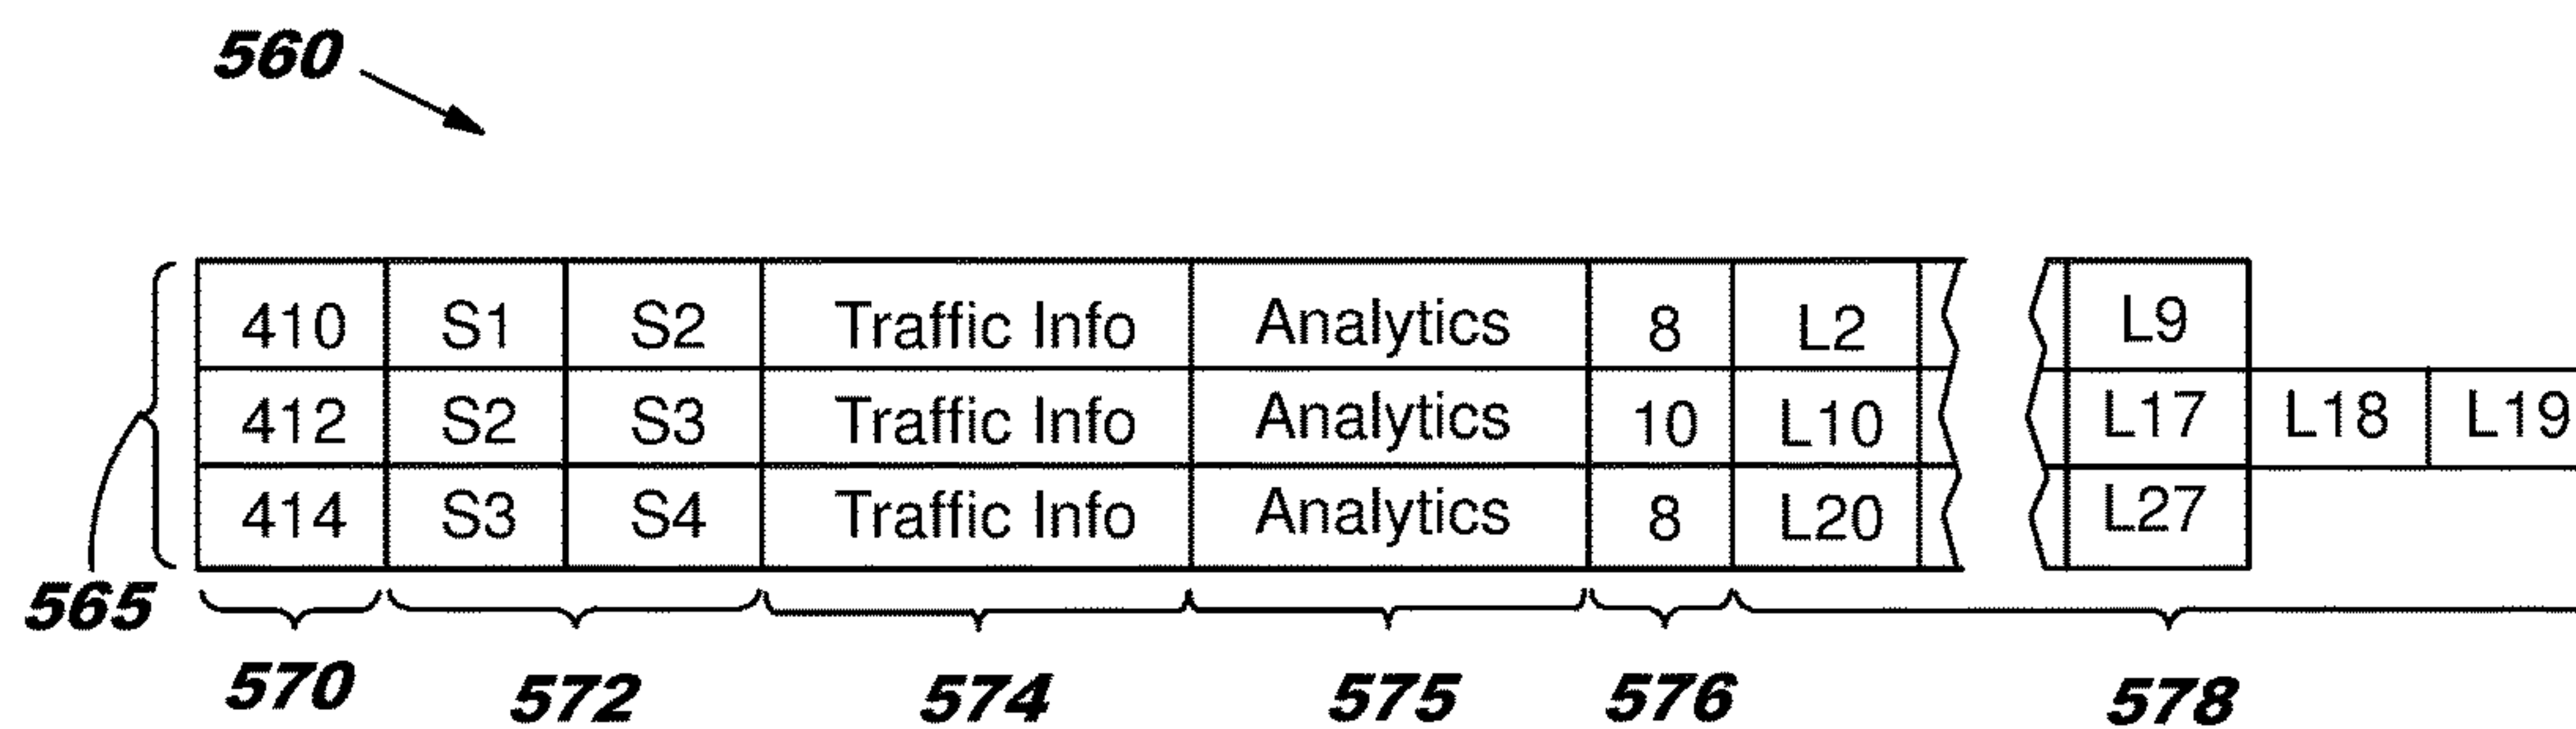 560
410 S1 S2 Traffic Info Analytics 8 L2 L9
412 S2 S3 Traffic Info Analytics 10 L10 L17 L18 L19
414 S3 S4 Traffic Info Analytics 8 L20 L27
565
570 572 574 575 576 578